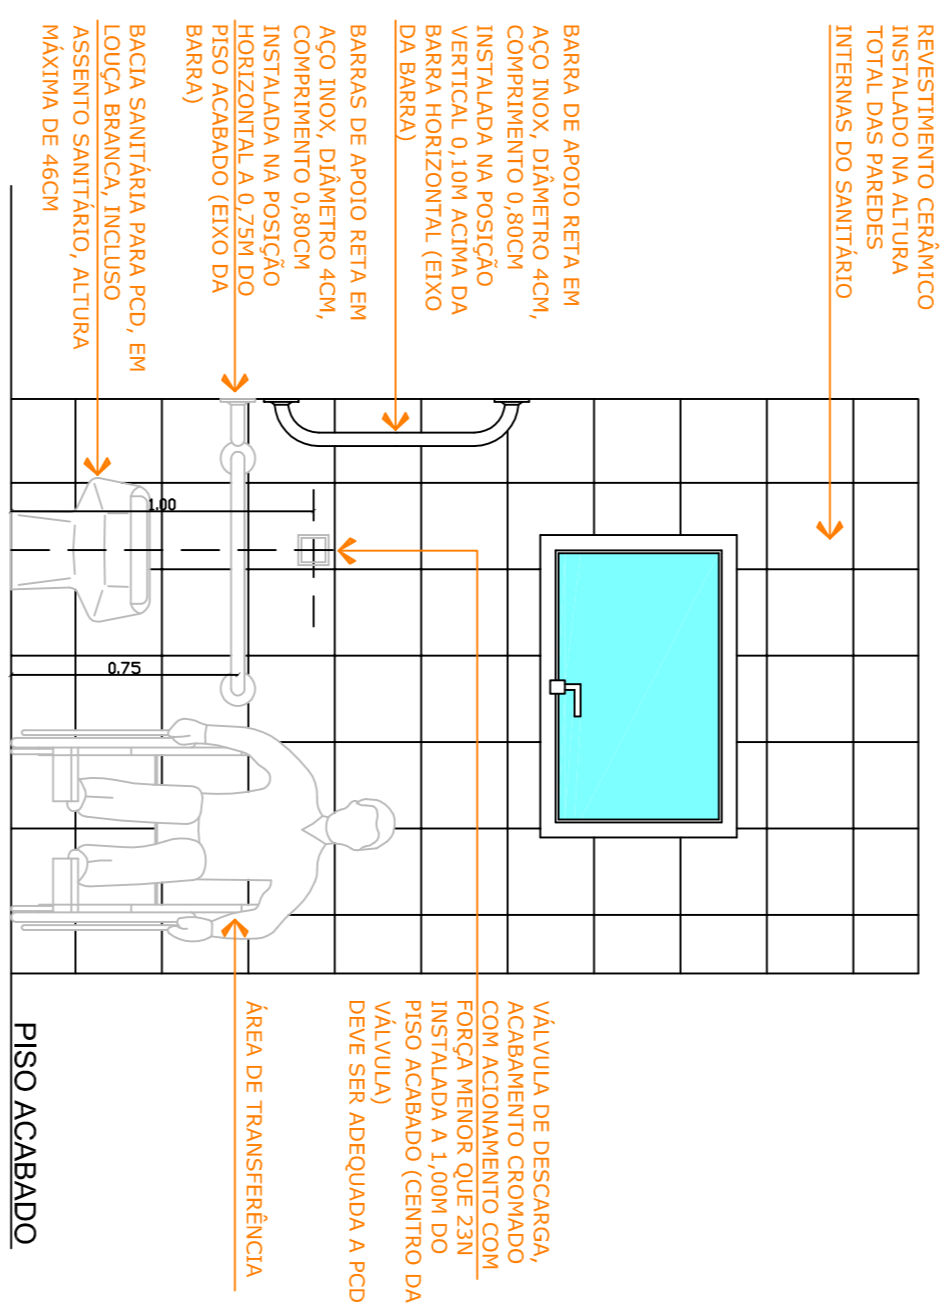 REVESTIMENTO CERÂMICO
INSTALADO NA ALTURA
TOTAL DAS PAREDES
INTERNAS DO SANITÁRIO
BARRA DE APOIO RETA EM
AÇO INOX, DIÂMETRO 4CM,
COMPRIMENTO 0,80CM
INSTALADA NA POSIÇÃO
VERTICAL 0,10M ACIMA DA
BARRA HORIZONTAL (EIXO
DA BARRA)
BARRAS DE APOIO RETA EM
AÇO INOX, DIÂMETRO 4CM,
COMPRIMENTO 0,80CM
INSTALADA NA POSIÇÃO
HORIZONTAL A 0,75M DO
PISO ACABADO (EIXO DA
BARRA)
BACIA SANITÁRIA PARA PCD, EM
LOUÇA BRANCA, INCLUSO
ASSENTO SANITÁRIO, ALTURA
MÁXIMA DE 46CM
1.00
0.75
VÁLVULA DE DESCARGA,
ACABAMENTO CROMADO
COM ACIONAMENTO COM
FORÇA MENOR QUE 23N
INSTALADA A 1,00M DO
PISO ACABADO (CENTRO DA
VÁLVULA)
DEVE SER ADEQUADA A PCD
ÁREA DE TRANSFERÊNCIA
PISO ACABADO